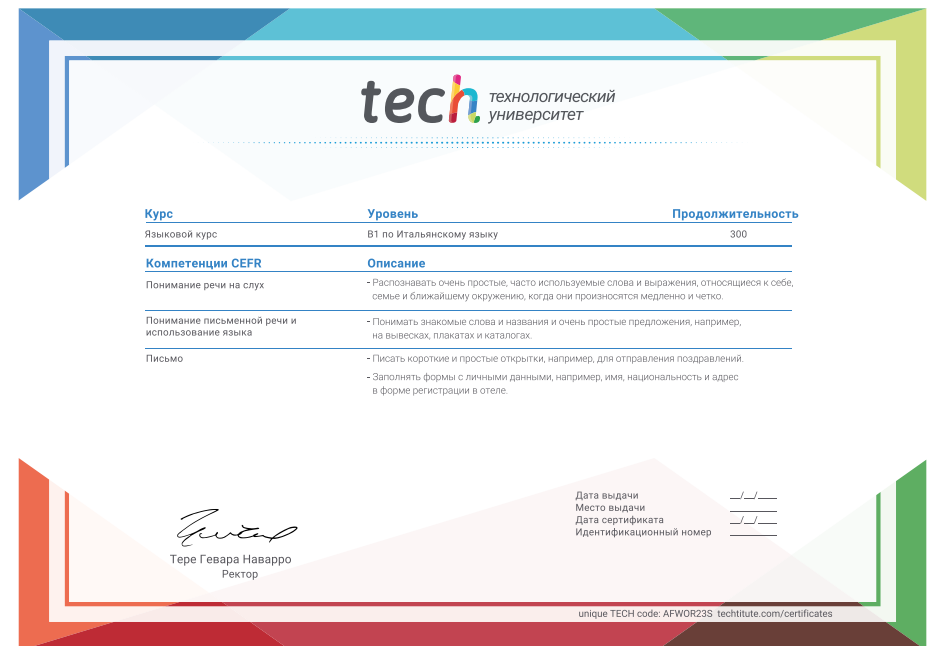 tech технологический
университет
Курс Уровень Продолжительность
Языковой курс В1 по Итальянскому языку 300
Компетенции CEFR Описание
Понимание речи на слух
- Распознавать очень простые, часто используемые слова и выражения, относящиеся к себе,
семье и ближайшему окружению, когда они произносятся медленно и четко.
Понимание письменной речи и
использование языка
- Понимать знакомые слова и названия и очень простые предложения, например,
на вывесках, плакатах и каталогах.
Письмо
- Писать короткие и простые открытки, например, для отправления поздравлений.
- Заполнять формы с личными данными, например, имя, национальность и адрес
в форме регистрации в отеле.
Дата выдачи __/__/____
Место выдачи ________
Дата сертификата __/__/____
Идентификационный номер ________
Тере Гевара Наварро
Ректор
unique TECH code: AFWOR23S techtitute.com/certificates